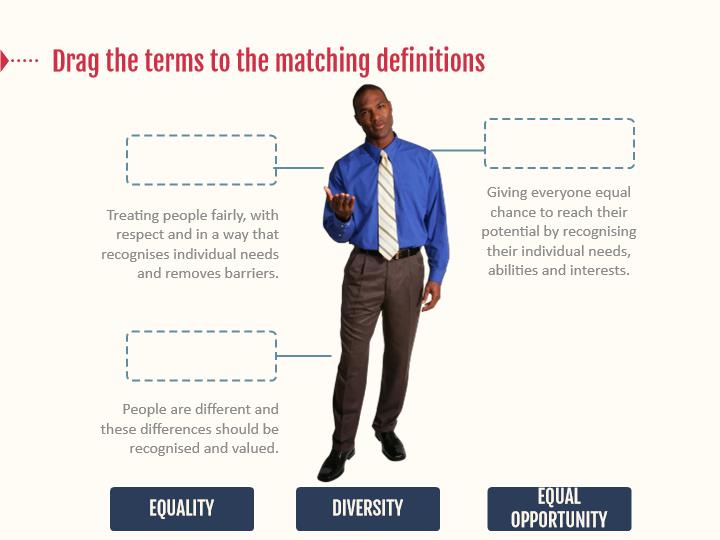 Drag the terms to the matching definitions
Treating people fairly, with
respect and in a way that
recognises individual needs
and removes barriers.
Giving everyone equal
chance to reach their
potential by recognising
their individual needs,
abilities and interests.
People are different and
these differences should be
recognised and valued.
EQUALITY
DIVERSITY
EQUAL
OPPORTUNITY